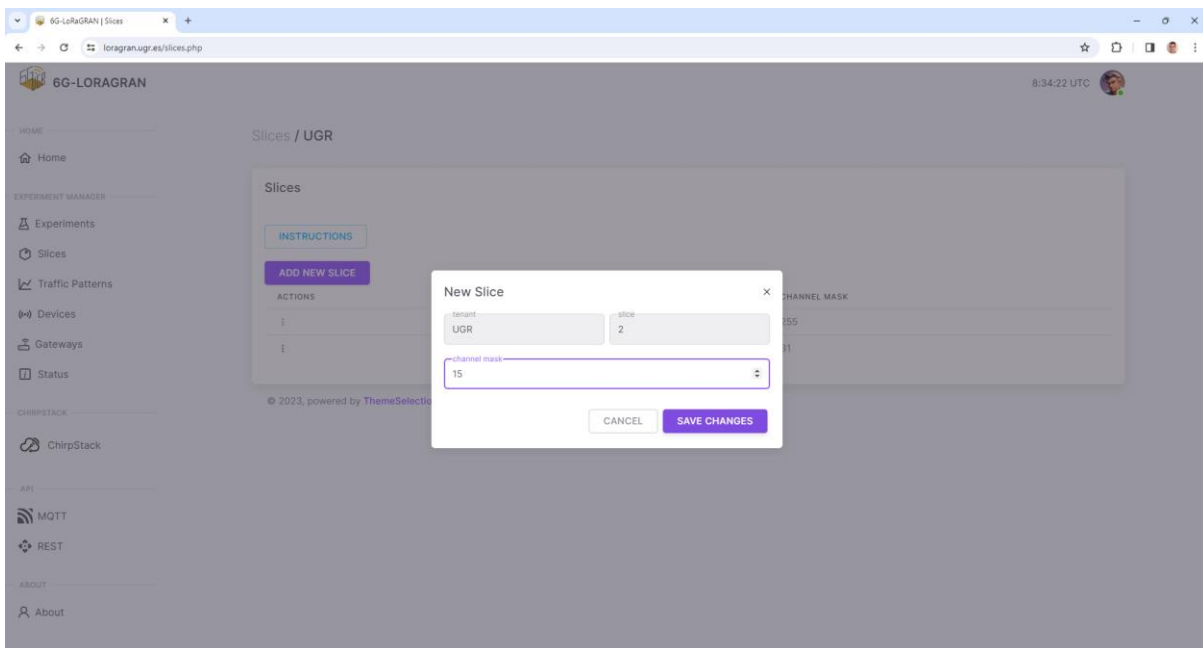 6G-LoRaGRAN | Slices
loragran.ugr.es/slices.php
6G-LORAGRAN
8:34:22 UTC
HOME
Home
EXPERIMENT MANAGER
Experiments
Slices
Traffic Patterns
Devices
Gateways
Status
CHIRPSTACK
ChirpStack
API
MQTT
REST
ABOUT
About
Slices / UGR
Slices
INSTRUCTIONS
ADD NEW SLICE
ACTIONS
CHANNEL MASK
255
New Slice
tenant
UGR
slice
2
channel mask
15
CANCEL
SAVE CHANGES
© 2023, powered by ThemeSelectio